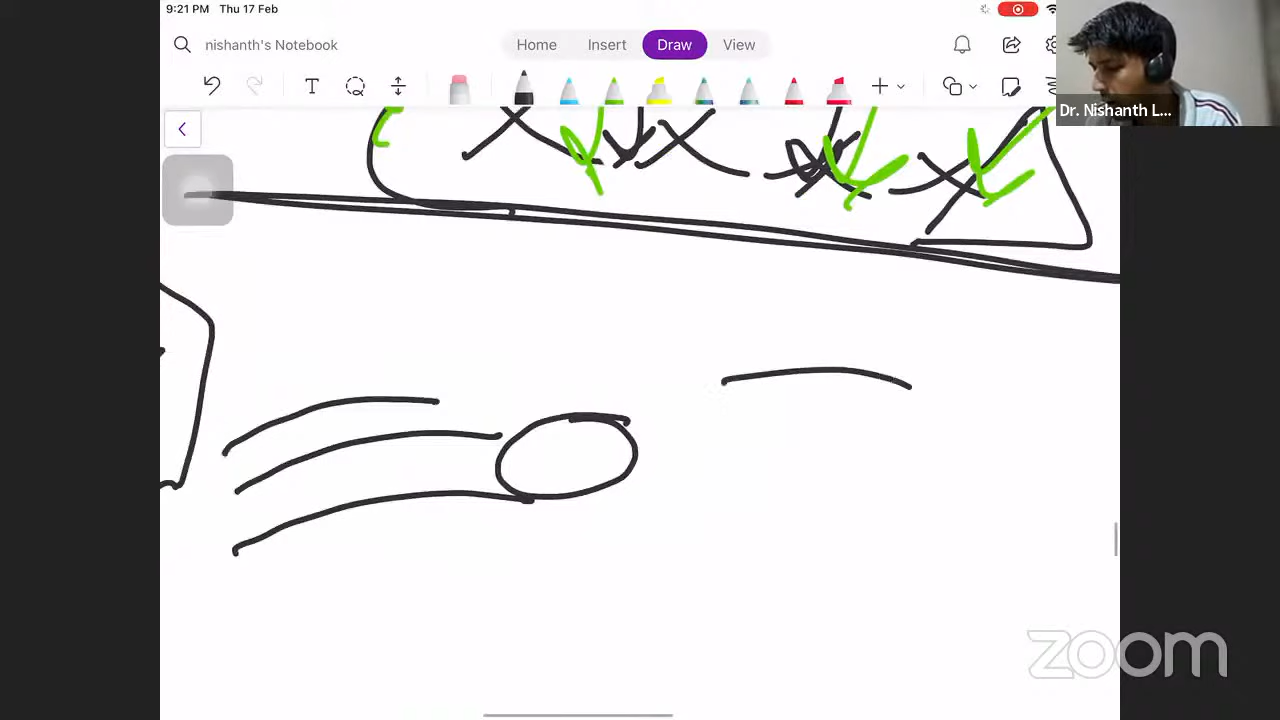 9:21 PM Thu 17 Feb
nishanth's Notebook
Home Insert Draw View
T
Dr. Nishanth L...
zoom